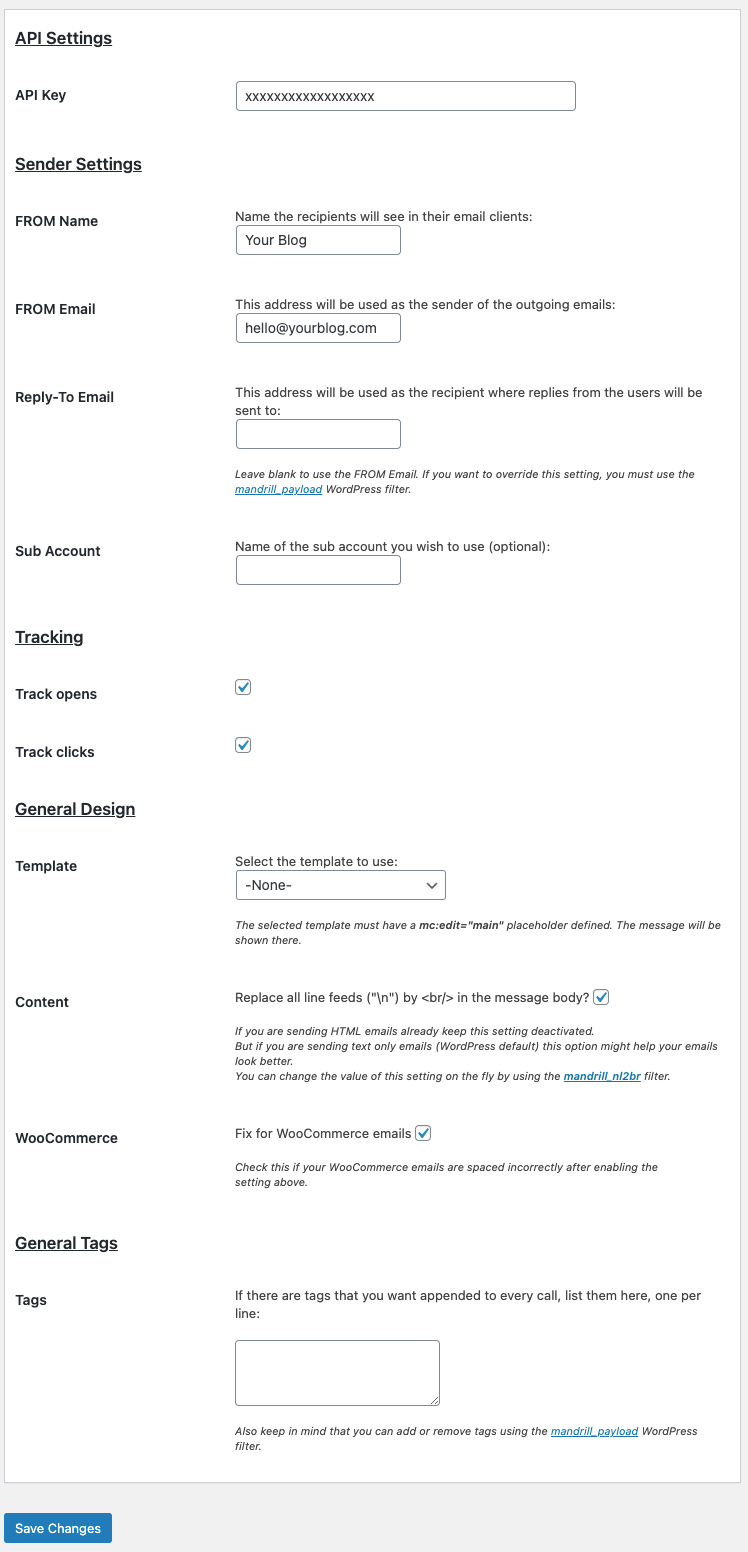 API Settings
API Key
xxxxxxxxxxxxxxxxxx
Sender Settings
FROM Name
Name the recipients will see in their email clients:
Your Blog
FROM Email
This address will be used as the sender of the outgoing emails:
hello@yourblog.com
Reply-To Email
This address will be used as the recipient where replies from the users will be
sent to:
Leave blank to use the FROM Email. If you want to override this setting, you must use the
mandrill_payload WordPress filter.
Sub Account
Name of the sub account you wish to use (optional):
Tracking
Track opens
Track clicks
General Design
Template
Select the template to use:
-None-
The selected template must have a mc:edit="main" placeholder defined. The message will be
shown there.
Content
Replace all line feeds ("\n") by <br/> in the message body?
If you are sending HTML emails already keep this setting deactivated.
But if you are sending text only emails (WordPress default) this option might help your emails
look better.
You can change the value of this setting on the fly by using the mandrill_nl2br filter.
WooCommerce
Fix for WooCommerce emails
Check this if your WooCommerce emails are spaced incorrectly after enabling the
setting above.
General Tags
Tags
If there are tags that you want appended to every call, list them here, one per
line:
Also keep in mind that you can add or remove tags using the mandrill_payload WordPress
filter.
Save Changes